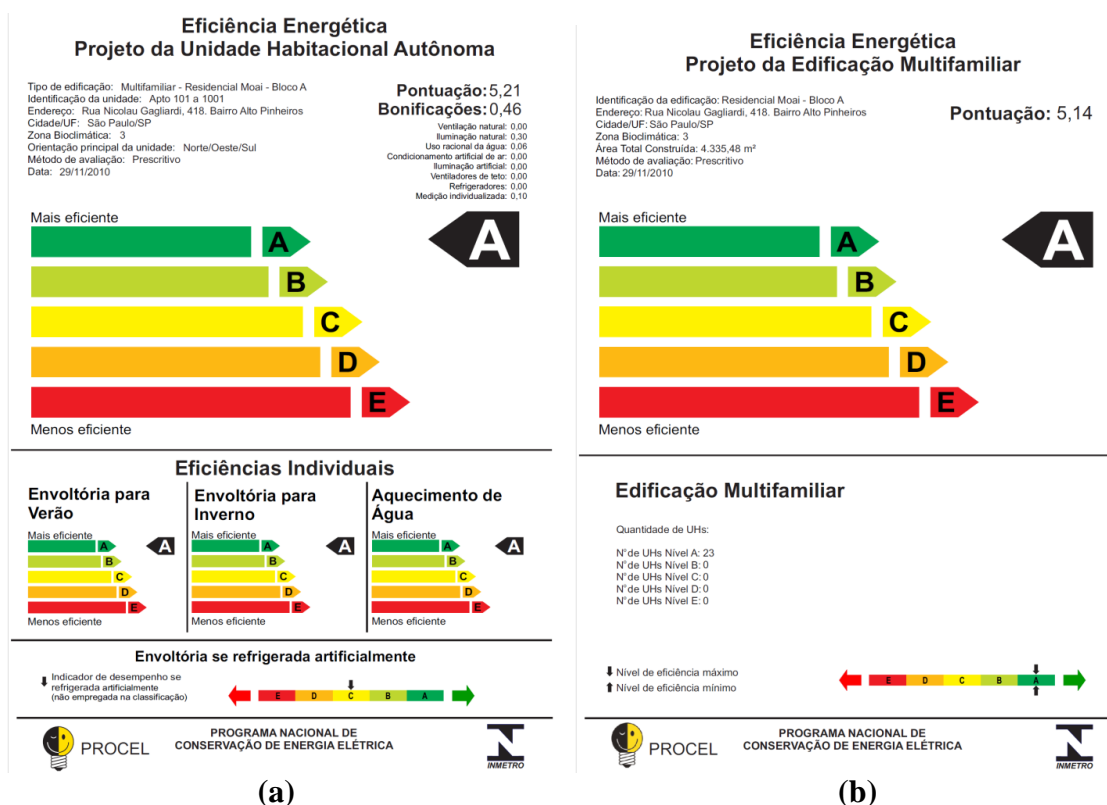 Eficiência Energética
Projeto da Unidade Habitacional Autônoma
Tipo de edificação: Multifamiliar - Residencial Moai - Bloco A
Identificação da unidade: Apto 101 a 1001
Endereço: Rua Nicolau Gagliardi, 418. Bairro Alto Pinheiros
Cidade/UF: São Paulo/SP
Zona Bioclimática: 3
Orientação principal da unidade: Norte/Oeste/Sul
Método de avaliação: Prescritivo
Data: 29/11/2010
Pontuação: 5,21
Bonificações: 0,46
Ventilação natural: 0,00
Iluminação natural: 0,30
Uso racional da água: 0,06
Condicionamento artificial de ar: 0,00
Iluminação artificial: 0,00
Ventiladores de teto: 0,00
Refrigeradores: 0,00
Medição individualizada: 0,10
Mais eficiente
A
A
B
C
D
E
Menos eficiente
Eficiências Individuais
Envoltória para
Verão
Mais eficiente
A
A
B
C
D
E
Menos eficiente
Envoltória para
Inverno
Mais eficiente
A
A
B
C
D
E
Menos eficiente
Aquecimento de
Água
Mais eficiente
A
A
B
C
D
E
Menos eficiente
Envoltória se refrigerada artificialmente
Indicador de desempenho se
refrigerada artificialmente
(não empregada na classificação)
E D C B A
PROCEL
PROGRAMA NACIONAL DE
CONSERVAÇÃO DE ENERGIA ELÉTRICA
INMETRO
(a)
Eficiência Energética
Projeto da Edificação Multifamiliar
Identificação da edificação: Residencial Moai - Bloco A
Endereço: Rua Nicolau Gagliardi, 418. Bairro Alto Pinheiros
Cidade/UF: São Paulo/SP
Zona Bioclimática: 3
Área Total Construída: 4.335,48 m²
Método de avaliação: Prescritivo
Data: 29/11/2010
Pontuação: 5,14
Mais eficiente
A
A
B
C
D
E
Menos eficiente
Edificação Multifamiliar
Quantidade de UHs:
N° de UHs Nível A: 23
N° de UHs Nível B: 0
N° de UHs Nível C: 0
N° de UHs Nível D: 0
N° de UHs Nível E: 0
Nível de eficiência máximo
Nível de eficiência mínimo
E D C B A
PROCEL
PROGRAMA NACIONAL DE
CONSERVAÇÃO DE ENERGIA ELÉTRICA
INMETRO
(b)